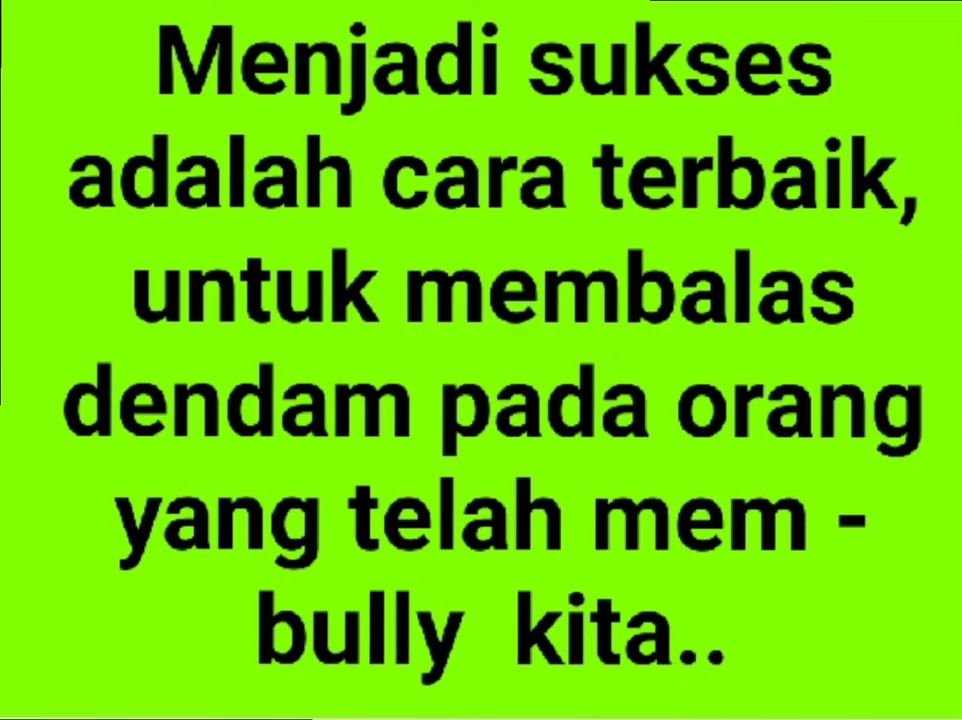 Menjadi sukses
adalah cara terbaik,
untuk membalas
dendam pada orang
yang telah mem -
bully  kita..